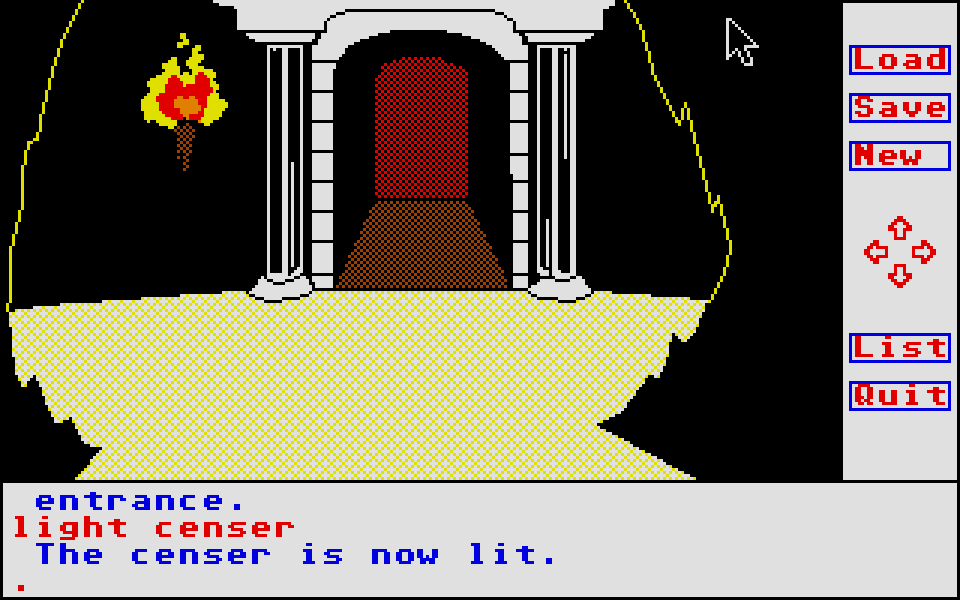 Load
Save
New
List
Quit
entrance.
light censer
The censer is now lit.
.